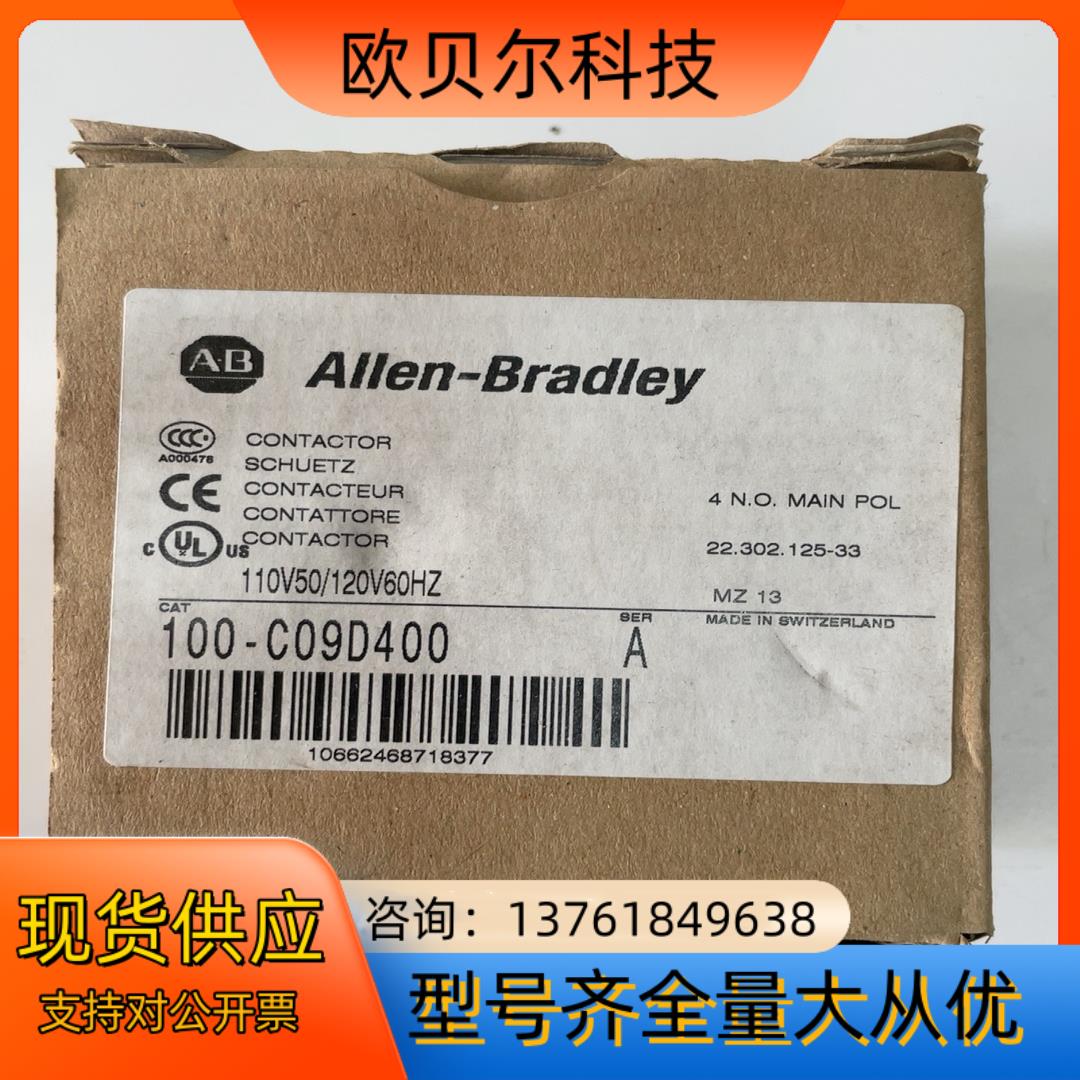 欧贝尔科技
A·B Allen-Bradley
CCC
A000478
CE
c UL us
CONTACTOR
SCHUETZ
CONTACTEUR
CONTATTORE
CONTACTOR
110V50/120V60HZ
4 N.O. MAIN POL
22.302.125-33
MZ 13
MADE IN SWITZERLAND
CAT
100-C09D400
SER
A
10662468718377
现货供应
支持对公开票
咨询：13761849638
型号齐全量大从优